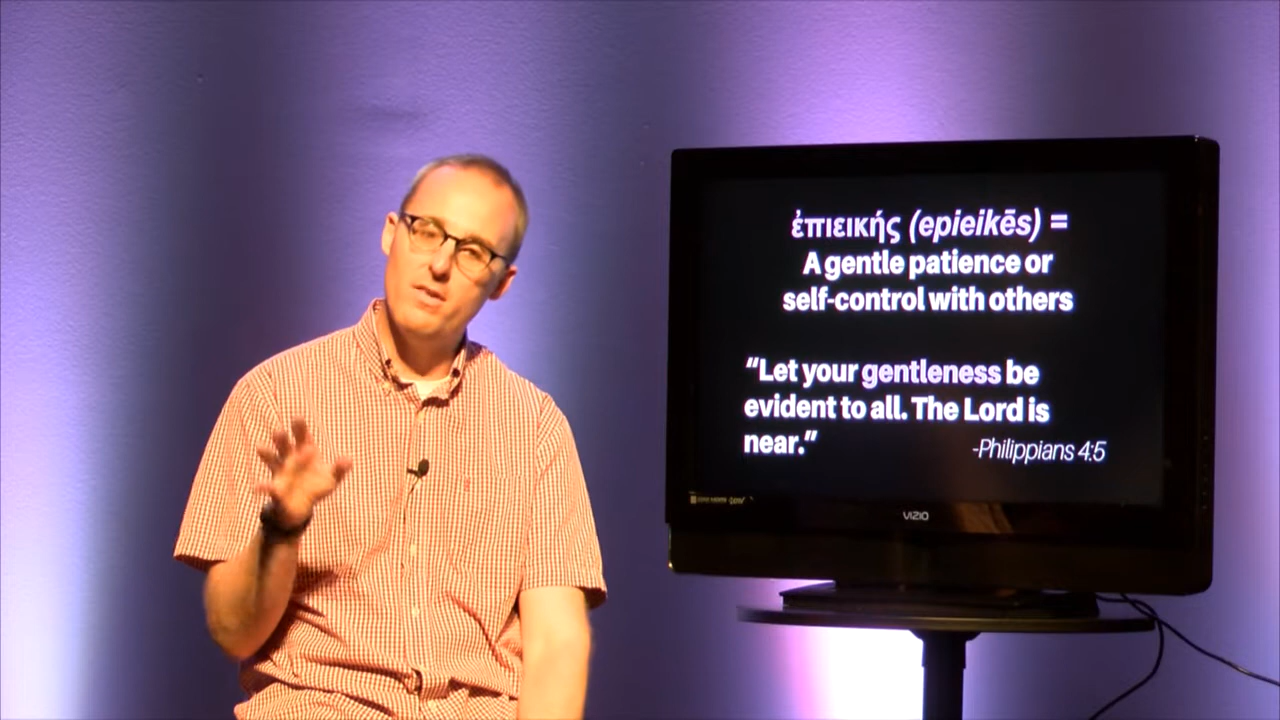 ἐπιεικής (epieikēs) =
A gentle patience or
self-control with others
“Let your gentleness be
evident to all. The Lord is
near.”
-Philippians 4:5
VIZIO